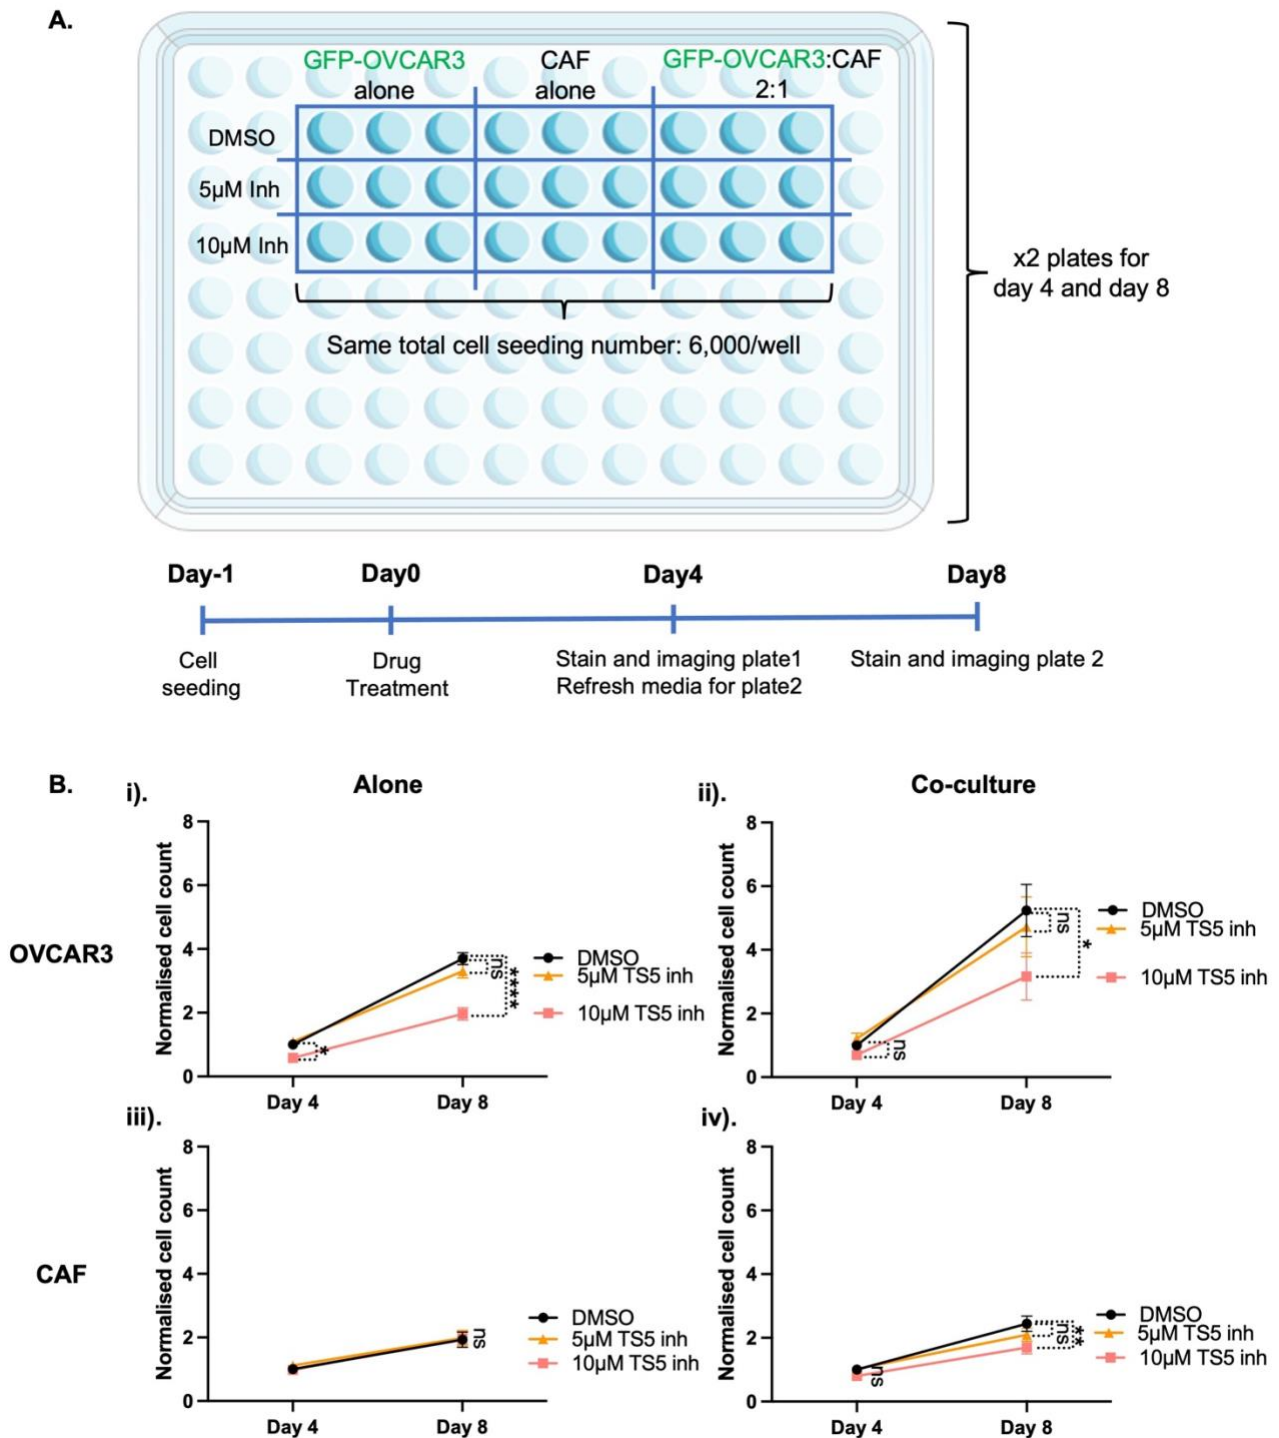 A.
GFP-OVCAR3 CAF GFP-OVCAR3:CAF
alone alone 2:1
DMSO
5µM Inh
10µM Inh
x2 plates for
day 4 and day 8
Same total cell seeding number: 6,000/well
Day-1 Day0 Day4 Day8
Cell
seeding
Drug
Treatment
Stain and imaging plate1
Refresh media for plate2
Stain and imaging plate 2
B.
i). Alone
OVCAR3
Normalised cell count
8
6
4
2
0
Day 4 Day 8
ns
****
*
DMSO
5µM TS5 inh
10µM TS5 inh
ii). Co-culture
Normalised cell count
8
6
4
2
0
Day 4 Day 8
ns
*
ns
DMSO
5µM TS5 inh
10µM TS5 inh
iii).
CAF
Normalised cell count
8
6
4
2
0
Day 4 Day 8
ns
DMSO
5µM TS5 inh
10µM TS5 inh
iv).
Normalised cell count
8
6
4
2
0
Day 4 Day 8
ns
**
ns
DMSO
5µM TS5 inh
10µM TS5 inh